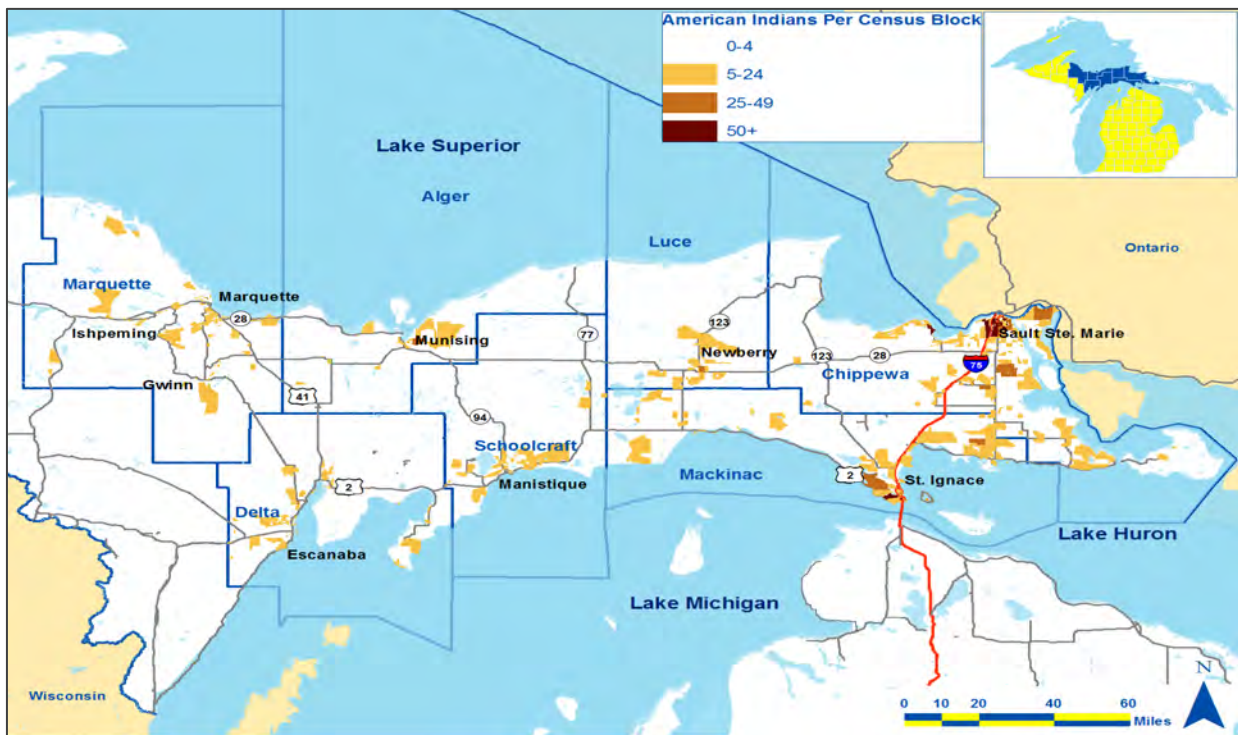 American Indians Per Census Block
0-4
5-24
25-49
50+
Lake Superior
Alger
Luce
Ontario
Marquette
Marquette
28
Ishpeming
Munising
77
123
Newberry
123
28
Sault Ste. Marie
75
Chippewa
Gwinn
41
94
Schoolcraft
Mackinac
2
St. Ignace
Manistique
2
Delta
Escanaba
Lake Huron
Lake Michigan
Wisconsin
N
0 10 20 40 60
Miles